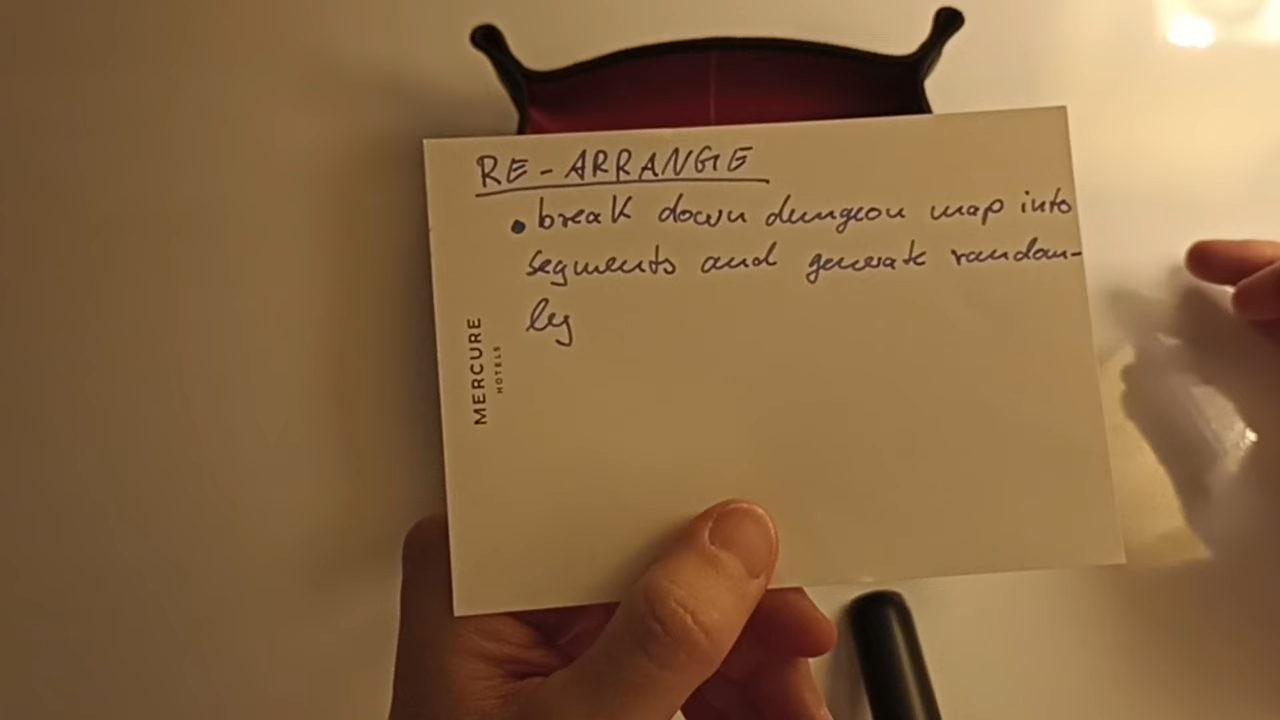 RE-ARRANGE
• break down dungeon map into
segments and generate random-
ly
MERCURE
HOTELS